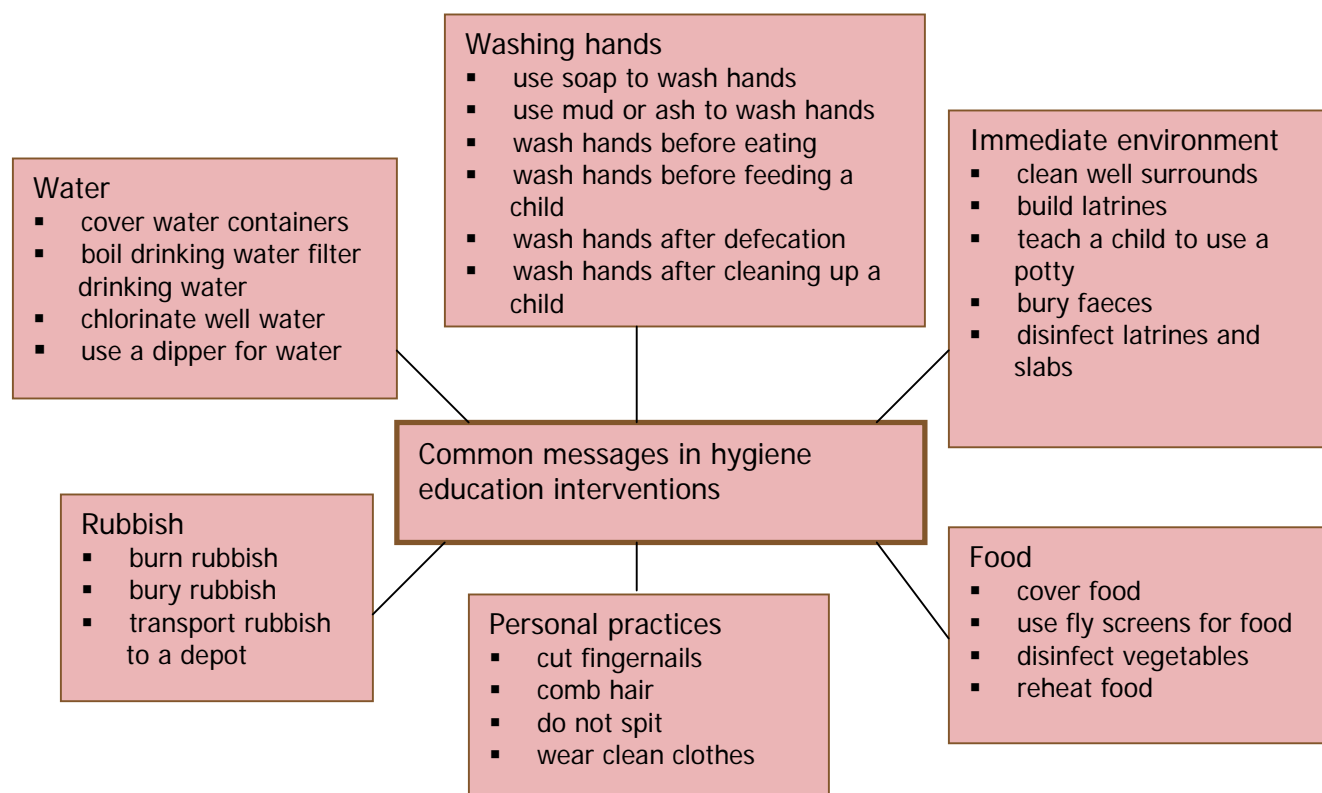 Washing hands
▪ use soap to wash hands
▪ use mud or ash to wash hands
▪ wash hands before eating
▪ wash hands before feeding a
child
▪ wash hands after defecation
▪ wash hands after cleaning up a
child
Immediate environment
▪ clean well surrounds
▪ build latrines
▪ teach a child to use a
potty
▪ bury faeces
▪ disinfect latrines and
slabs
Water
▪ cover water containers
▪ boil drinking water filter
drinking water
▪ chlorinate well water
▪ use a dipper for water
Common messages in hygiene
education interventions
Rubbish
▪ burn rubbish
▪ bury rubbish
▪ transport rubbish
to a depot
Personal practices
▪ cut fingernails
▪ comb hair
▪ do not spit
▪ wear clean clothes
Food
▪ cover food
▪ use fly screens for food
▪ disinfect vegetables
▪ reheat food